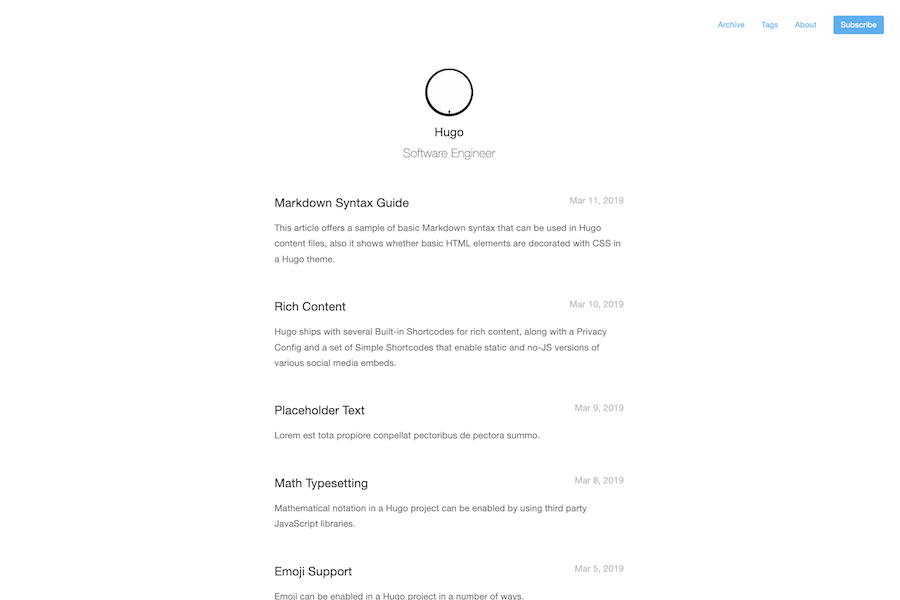 Archive Tags About Subscribe
Hugo
Software Engineer
Markdown Syntax Guide Mar 11, 2019
This article offers a sample of basic Markdown syntax that can be used in Hugo
content files, also it shows whether basic HTML elements are decorated with CSS in
a Hugo theme.
Rich Content Mar 10, 2019
Hugo ships with several Built-in Shortcodes for rich content, along with a Privacy
Config and a set of Simple Shortcodes that enable static and no-JS versions of
various social media embeds.
Placeholder Text Mar 9, 2019
Lorem est tota propiore conpellat pectoribus de pectora summo.
Math Typesetting Mar 8, 2019
Mathematical notation in a Hugo project can be enabled by using third party
JavaScript libraries.
Emoji Support Mar 5, 2019
Emoji can be enabled in a Hugo project in a number of ways.